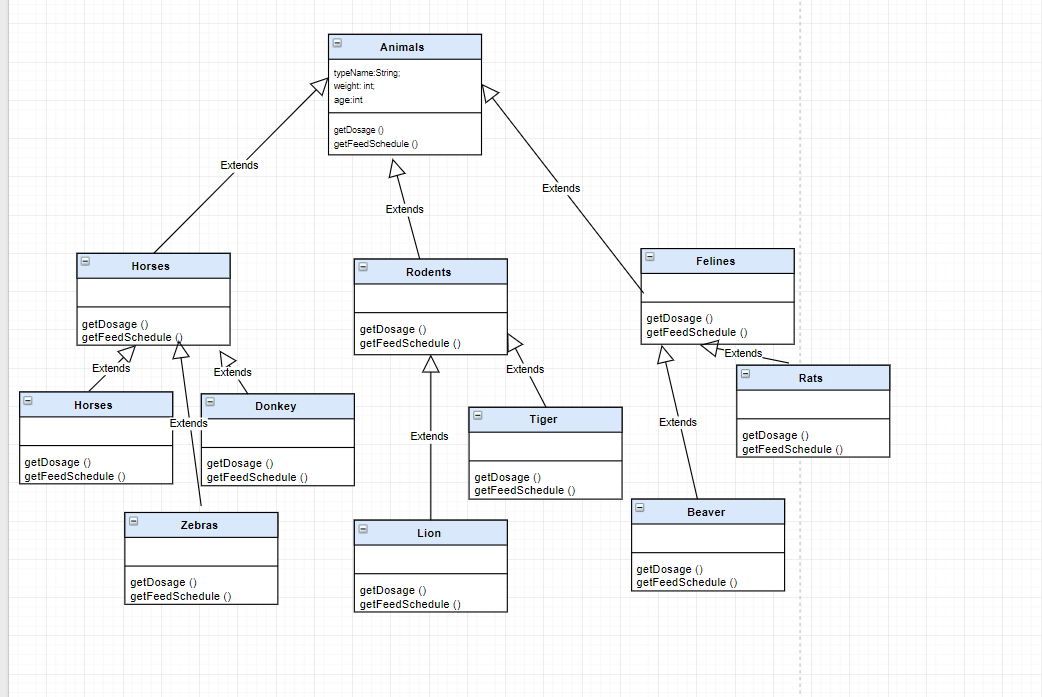 Animals
typeName:String;
weight: int;
age:int
getDosage ()
getFeedSchedule ()
Extends
Extends
Extends
Horses
getDosage ()
getFeedSchedule ()
Rodents
getDosage ()
getFeedSchedule ()
Felines
getDosage ()
getFeedSchedule ()
Extends
Extends
Extends
Extends
Extends
Extends
Extends
Horses
getDosage ()
getFeedSchedule ()
Donkey
getDosage ()
getFeedSchedule ()
Tiger
getDosage ()
getFeedSchedule ()
Rats
getDosage ()
getFeedSchedule ()
Zebras
getDosage ()
getFeedSchedule ()
Lion
getDosage ()
getFeedSchedule ()
Beaver
getDosage ()
getFeedSchedule ()